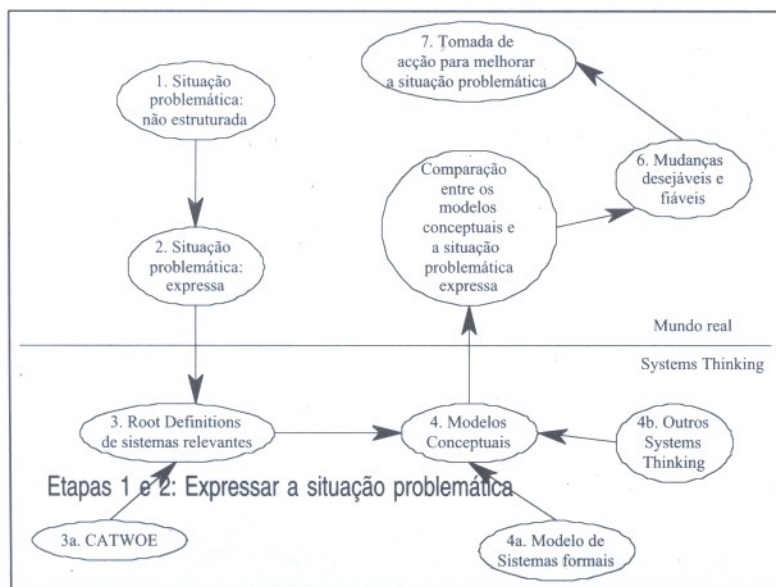 1. Situação
problemática:
não estruturada
2. Situação
problemática:
expressa
7. Tomada de
acção para melhorar
a situação problemática
Comparação
entre os
modelos
conceptuais e
a situação
problemática
expressa
6. Mudanças
desejáveis e
fiáveis
Mundo real
Systems Thinking
3. Root Definitions
de sistemas relevantes
4. Modelos
Conceptuais
4b. Outros
Systems
Thinking
Etapas 1 e 2: Expressar a situação problemática
3a. CATWOE
4a. Modelo de
Sistemas formais